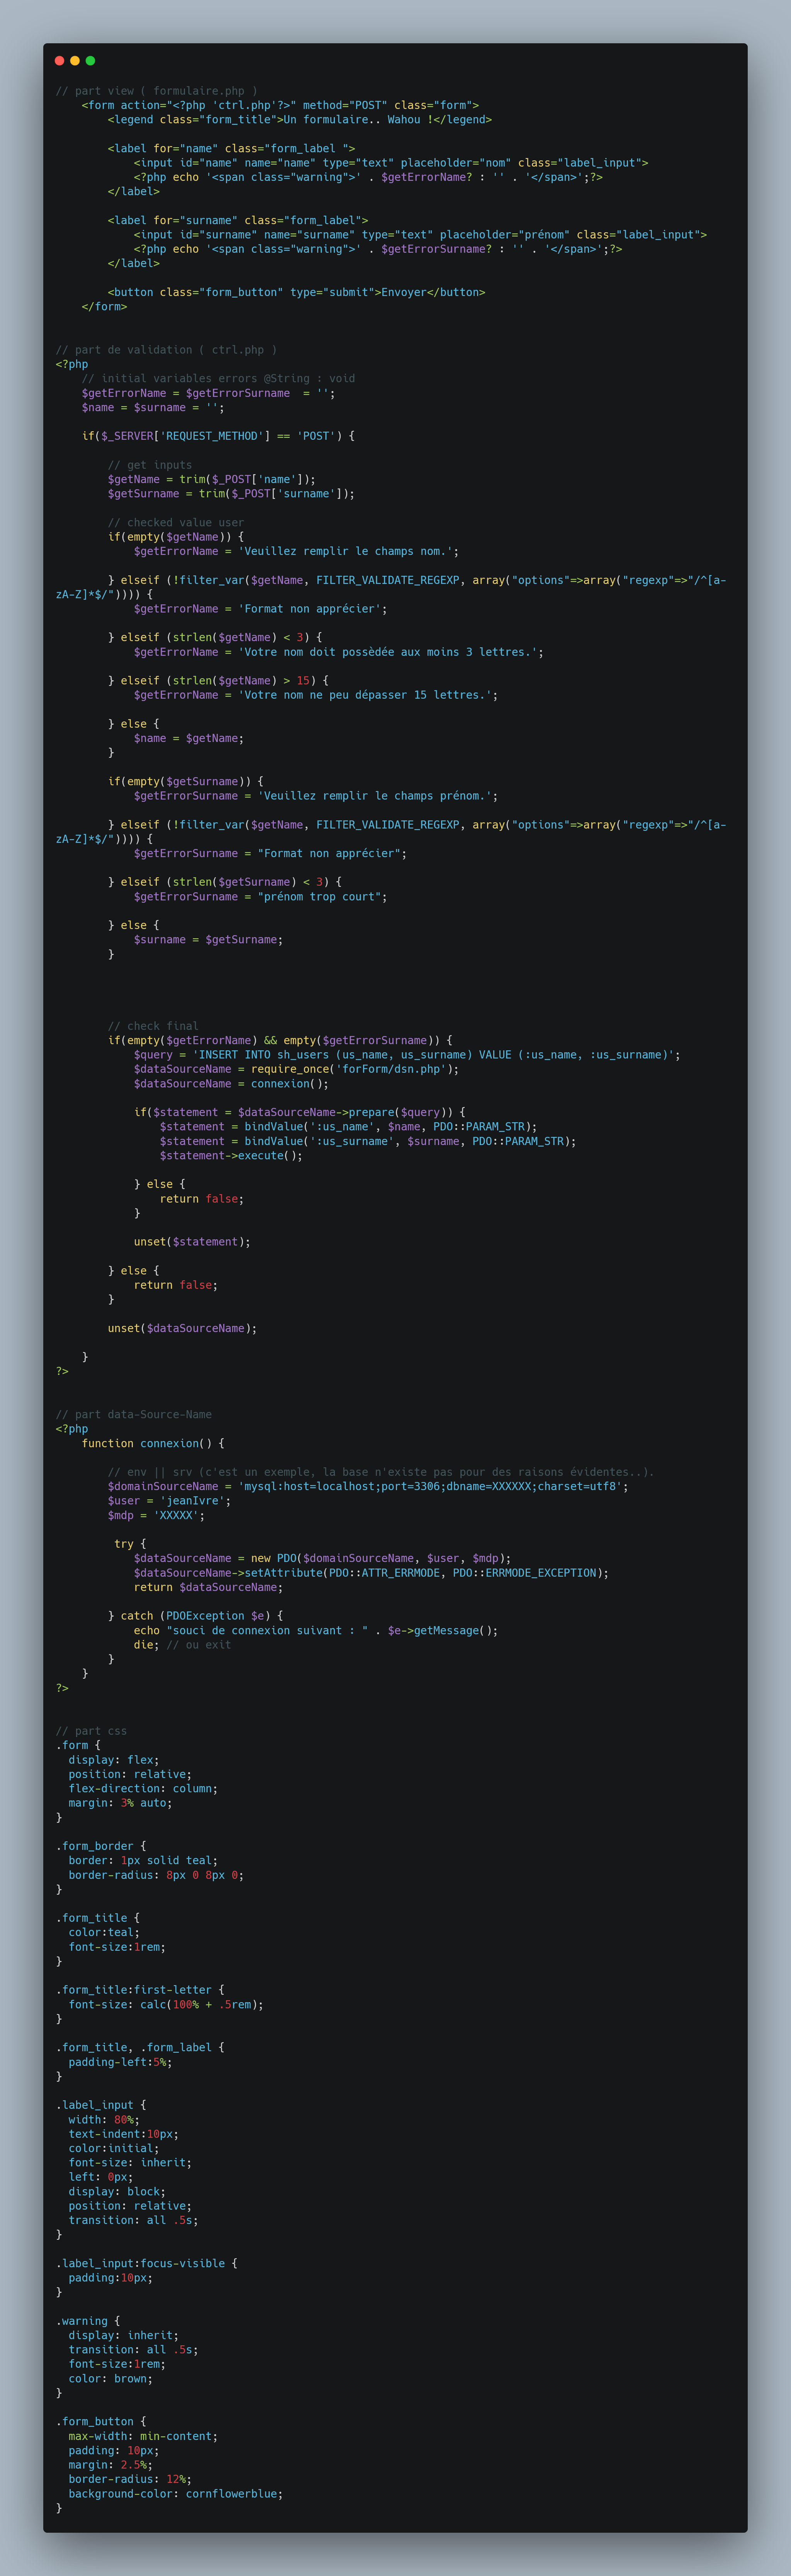 // part view ( formulaire.php )
<form action="<?php 'ctrl.php'?>" method="POST" class="form">
<legend class="form_title">Un formulaire.. Wahou !</legend>
<label for="name" class="form_label ">
<input id="name" name="name" type="text" placeholder="nom" class="label_input">
<?php echo '<span class="warning">' . $getErrorName? : '' . '</span>';?>
</label>
<label for="surname" class="form_label">
<input id="surname" name="surname" type="text" placeholder="prénom" class="label_input">
<?php echo '<span class="warning">' . $getErrorSurname? : '' . '</span>';?>
</label>
<button class="form_button" type="submit">Envoyer</button>
</form>
// part de validation ( ctrl.php )
<?php
// initial variables errors @String : void
$getErrorName = $getErrorSurname  = '';
$name = $surname = '';
if($_SERVER['REQUEST_METHOD'] == 'POST') {
// get inputs
$getName = trim($_POST['name']);
$getSurname = trim($_POST['surname']);
// checked value user
if(empty($getName)) {
$getErrorName = 'Veuillez remplir le champs nom.';
} elseif (!filter_var($getName, FILTER_VALIDATE_REGEXP, array("options"=>array("regexp"=>"/^[a-
zA-Z]*$/")))) {
$getErrorName = 'Format non apprécier';
} elseif (strlen($getName) < 3) {
$getErrorName = 'Votre nom doit possèdée aux moins 3 lettres.';
} elseif (strlen($getName) > 15) {
$getErrorName = 'Votre nom ne peu dépasser 15 lettres.';
} else {
$name = $getName;
}
if(empty($getSurname)) {
$getErrorSurname = 'Veuillez remplir le champs prénom.';
} elseif (!filter_var($getName, FILTER_VALIDATE_REGEXP, array("options"=>array("regexp"=>"/^[a-
zA-Z]*$/")))) {
$getErrorSurname = "Format non apprécier";
} elseif (strlen($getSurname) < 3) {
$getErrorSurname = "prénom trop court";
} else {
$surname = $getSurname;
}
// check final
if(empty($getErrorName) && empty($getErrorSurname)) {
$query = 'INSERT INTO sh_users (us_name, us_surname) VALUE (:us_name, :us_surname)';
$dataSourceName = require_once('forForm/dsn.php');
$dataSourceName = connexion();
if($statement = $dataSourceName->prepare($query)) {
$statement = bindValue(':us_name', $name, PDO::PARAM_STR);
$statement = bindValue(':us_surname', $surname, PDO::PARAM_STR);
$statement->execute();
} else {
return false;
}
unset($statement);
} else {
return false;
}
unset($dataSourceName);
}
?>
// part data-Source-Name
<?php
function connexion() {
// env || srv (c'est un exemple, la base n'existe pas pour des raisons évidentes..).
$domainSourceName = 'mysql:host=localhost;port=3306;dbname=XXXXXX;charset=utf8';
$user = 'jeanIvre';
$mdp = 'XXXXX';
try {
$dataSourceName = new PDO($domainSourceName, $user, $mdp);
$dataSourceName->setAttribute(PDO::ATTR_ERRMODE, PDO::ERRMODE_EXCEPTION);
return $dataSourceName;
} catch (PDOException $e) {
echo "souci de connexion suivant : " . $e->getMessage();
die; // ou exit
}
}
?>
// part css
.form {
display: flex;
position: relative;
flex-direction: column;
margin: 3% auto;
}
.form_border {
border: 1px solid teal;
border-radius: 8px 0 8px 0;
}
.form_title {
color:teal;
font-size:1rem;
}
.form_title:first-letter {
font-size: calc(100% + .5rem);
}
.form_title, .form_label {
padding-left:5%;
}
.label_input {
width: 80%;
text-indent:10px;
color:initial;
font-size: inherit;
left: 0px;
display: block;
position: relative;
transition: all .5s;
}
.label_input:focus-visible {
padding:10px;
}
.warning {
display: inherit;
transition: all .5s;
font-size:1rem;
color: brown;
}
.form_button {
max-width: min-content;
padding: 10px;
margin: 2.5%;
border-radius: 12%;
background-color: cornflowerblue;
}